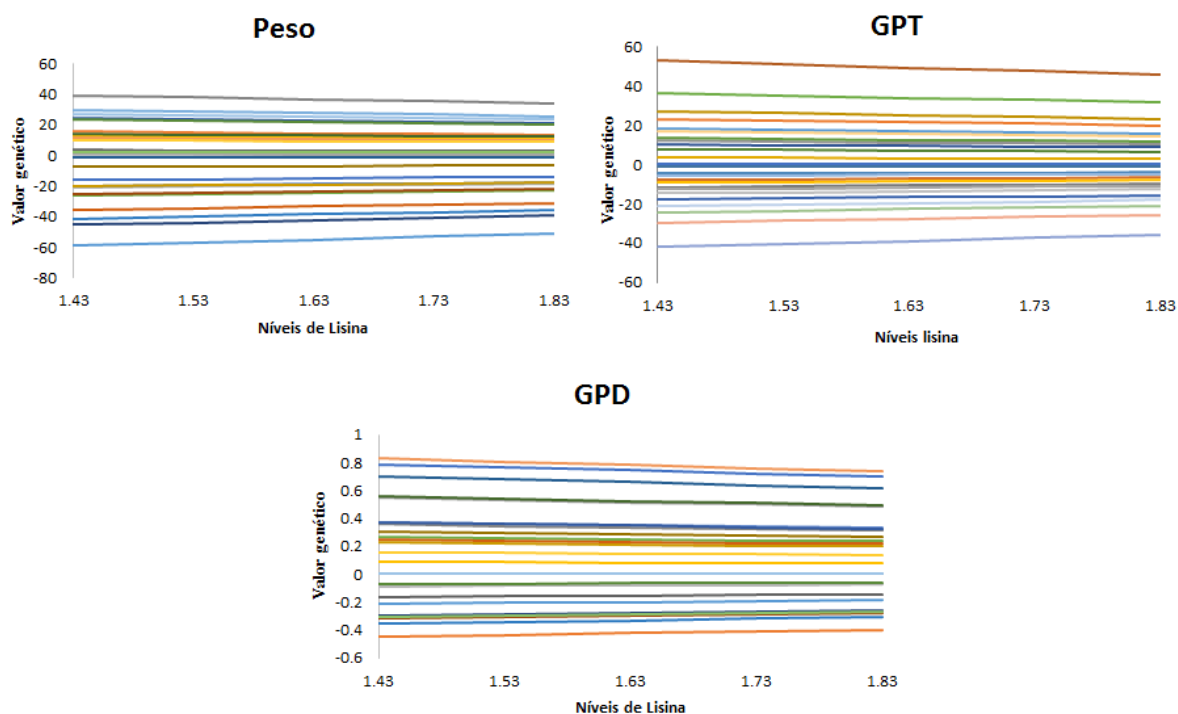 Peso
Valor genético
60
40
20
0
-20
-40
-60
-80
1.43 1.53 1.63 1.73 1.83
Níveis de Lisina
GPT
Valor genético
60
40
20
0
-20
-40
-60
1.43 1.53 1.63 1.73 1.83
Níveis lisina
GPD
Valor genético
1
0.8
0.6
0.4
0.2
0
-0.2
-0.4
-0.6
1.43 1.53 1.63 1.73 1.83
Níveis de Lisina